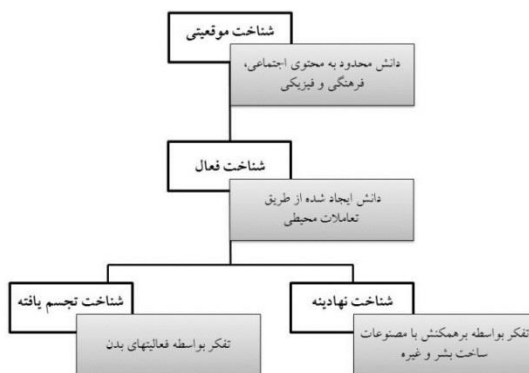 شناخت موقعیتی
دانش محدود به محتوی اجتماعی،
فرهنگی و فیزیکی
شناخت فعال
دانش ایجاد شده از طریق
تعاملات محیطی
شناخت نهادینه
تفکر بواسطه برهمکنش با مصنوعات
ساخت بشر و غیره
شناخت تجسم یافته
تفکر بواسطه فعالیتهای بدن